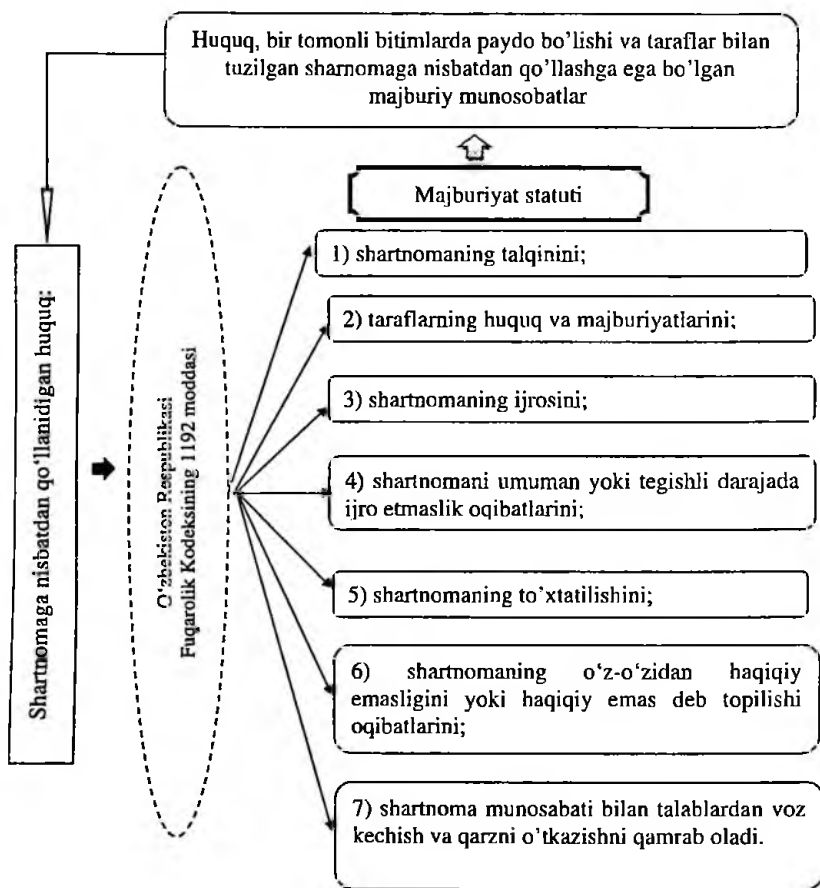 Huquq, bir tomonli bitimlarda paydo bo'lishi va taraflar bilan
tuzilgan sharnomaga nisbatdan qo'llashga ega bo'lgan
majburiy munosobatlar
Majburiyat statuti
Shartnomaga nisbatdan qo'llanidigan huquq:
O'zbekiston Respublikasi
Fuqarolik Kodeksining 1192 moddasi
1) shartnomaning talqinini;
2) taraflarning huquq va majburiyatlarini;
3) shartnomaning ijrosini;
4) shartnomani umuman yoki tegishli darajada
ijro etmaslik oqibatlarini;
5) shartnomaning to'xtatilishini;
6) shartnomaning o'z-o'zidan haqiqiy
emasligini yoki haqiqiy emas deb topilishi
oqibatlarini;
7) shartnoma munosabati bilan talablardan voz
kechish va qarzni o'tkazishni qamrab oladi.